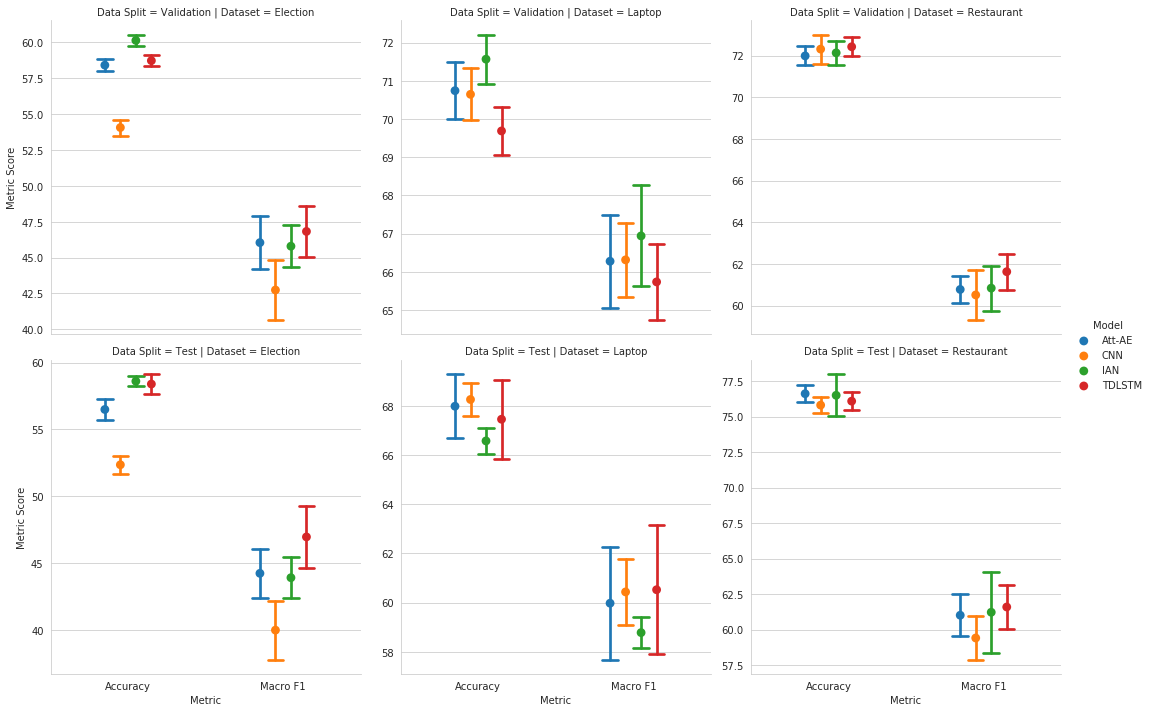 Data Split = Validation | Dataset = Election
Data Split = Validation | Dataset = Laptop
Data Split = Validation | Dataset = Restaurant
Metric Score
60.0
57.5
55.0
52.5
50.0
47.5
45.0
42.5
40.0
72
71
70
69
68
67
66
65
72
70
68
66
64
62
60
Model
Att-AE
CNN
IAN
TDLSTM
Data Split = Test | Dataset = Election
Data Split = Test | Dataset = Laptop
Data Split = Test | Dataset = Restaurant
Metric Score
60
55
50
45
40
68
66
64
62
60
58
77.5
75.0
72.5
70.0
67.5
65.0
62.5
60.0
57.5
Accuracy Macro F1
Accuracy Macro F1
Accuracy Macro F1
Metric
Metric
Metric